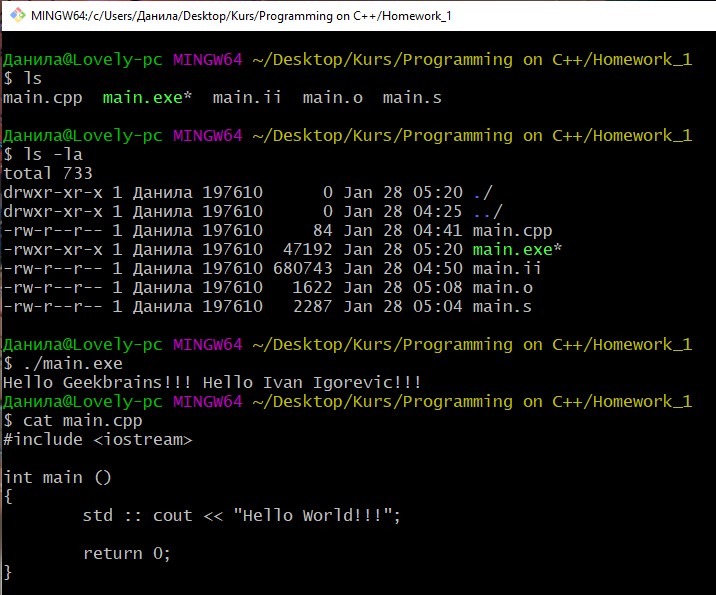 MINGW64:/c/Users/Данила/Desktop/Kurs/Programming on C++/Homework_1
Данила@Lovely-pc MINGW64 ~/Desktop/Kurs/Programming on C++/Homework_1
$ ls
main.cpp  main.exe*  main.ii  main.o  main.s
Данила@Lovely-pc MINGW64 ~/Desktop/Kurs/Programming on C++/Homework_1
$ ls -la
total 733
drwxr-xr-x 1 Данила 197610      0 Jan 28 05:20 ./
drwxr-xr-x 1 Данила 197610      0 Jan 28 04:25 ../
-rw-r--r-- 1 Данила 197610     84 Jan 28 04:41 main.cpp
-rwxr-xr-x 1 Данила 197610  47192 Jan 28 05:20 main.exe*
-rw-r--r-- 1 Данила 197610 680743 Jan 28 04:50 main.ii
-rw-r--r-- 1 Данила 197610   1622 Jan 28 05:08 main.o
-rw-r--r-- 1 Данила 197610   2287 Jan 28 05:04 main.s
Данила@Lovely-pc MINGW64 ~/Desktop/Kurs/Programming on C++/Homework_1
$ ./main.exe
Hello Geekbrains!!! Hello Ivan Igorevic!!!
Данила@Lovely-pc MINGW64 ~/Desktop/Kurs/Programming on C++/Homework_1
$ cat main.cpp
#include <iostream>
int main ()
{
        std :: cout << "Hello World!!!";
        return 0;
}